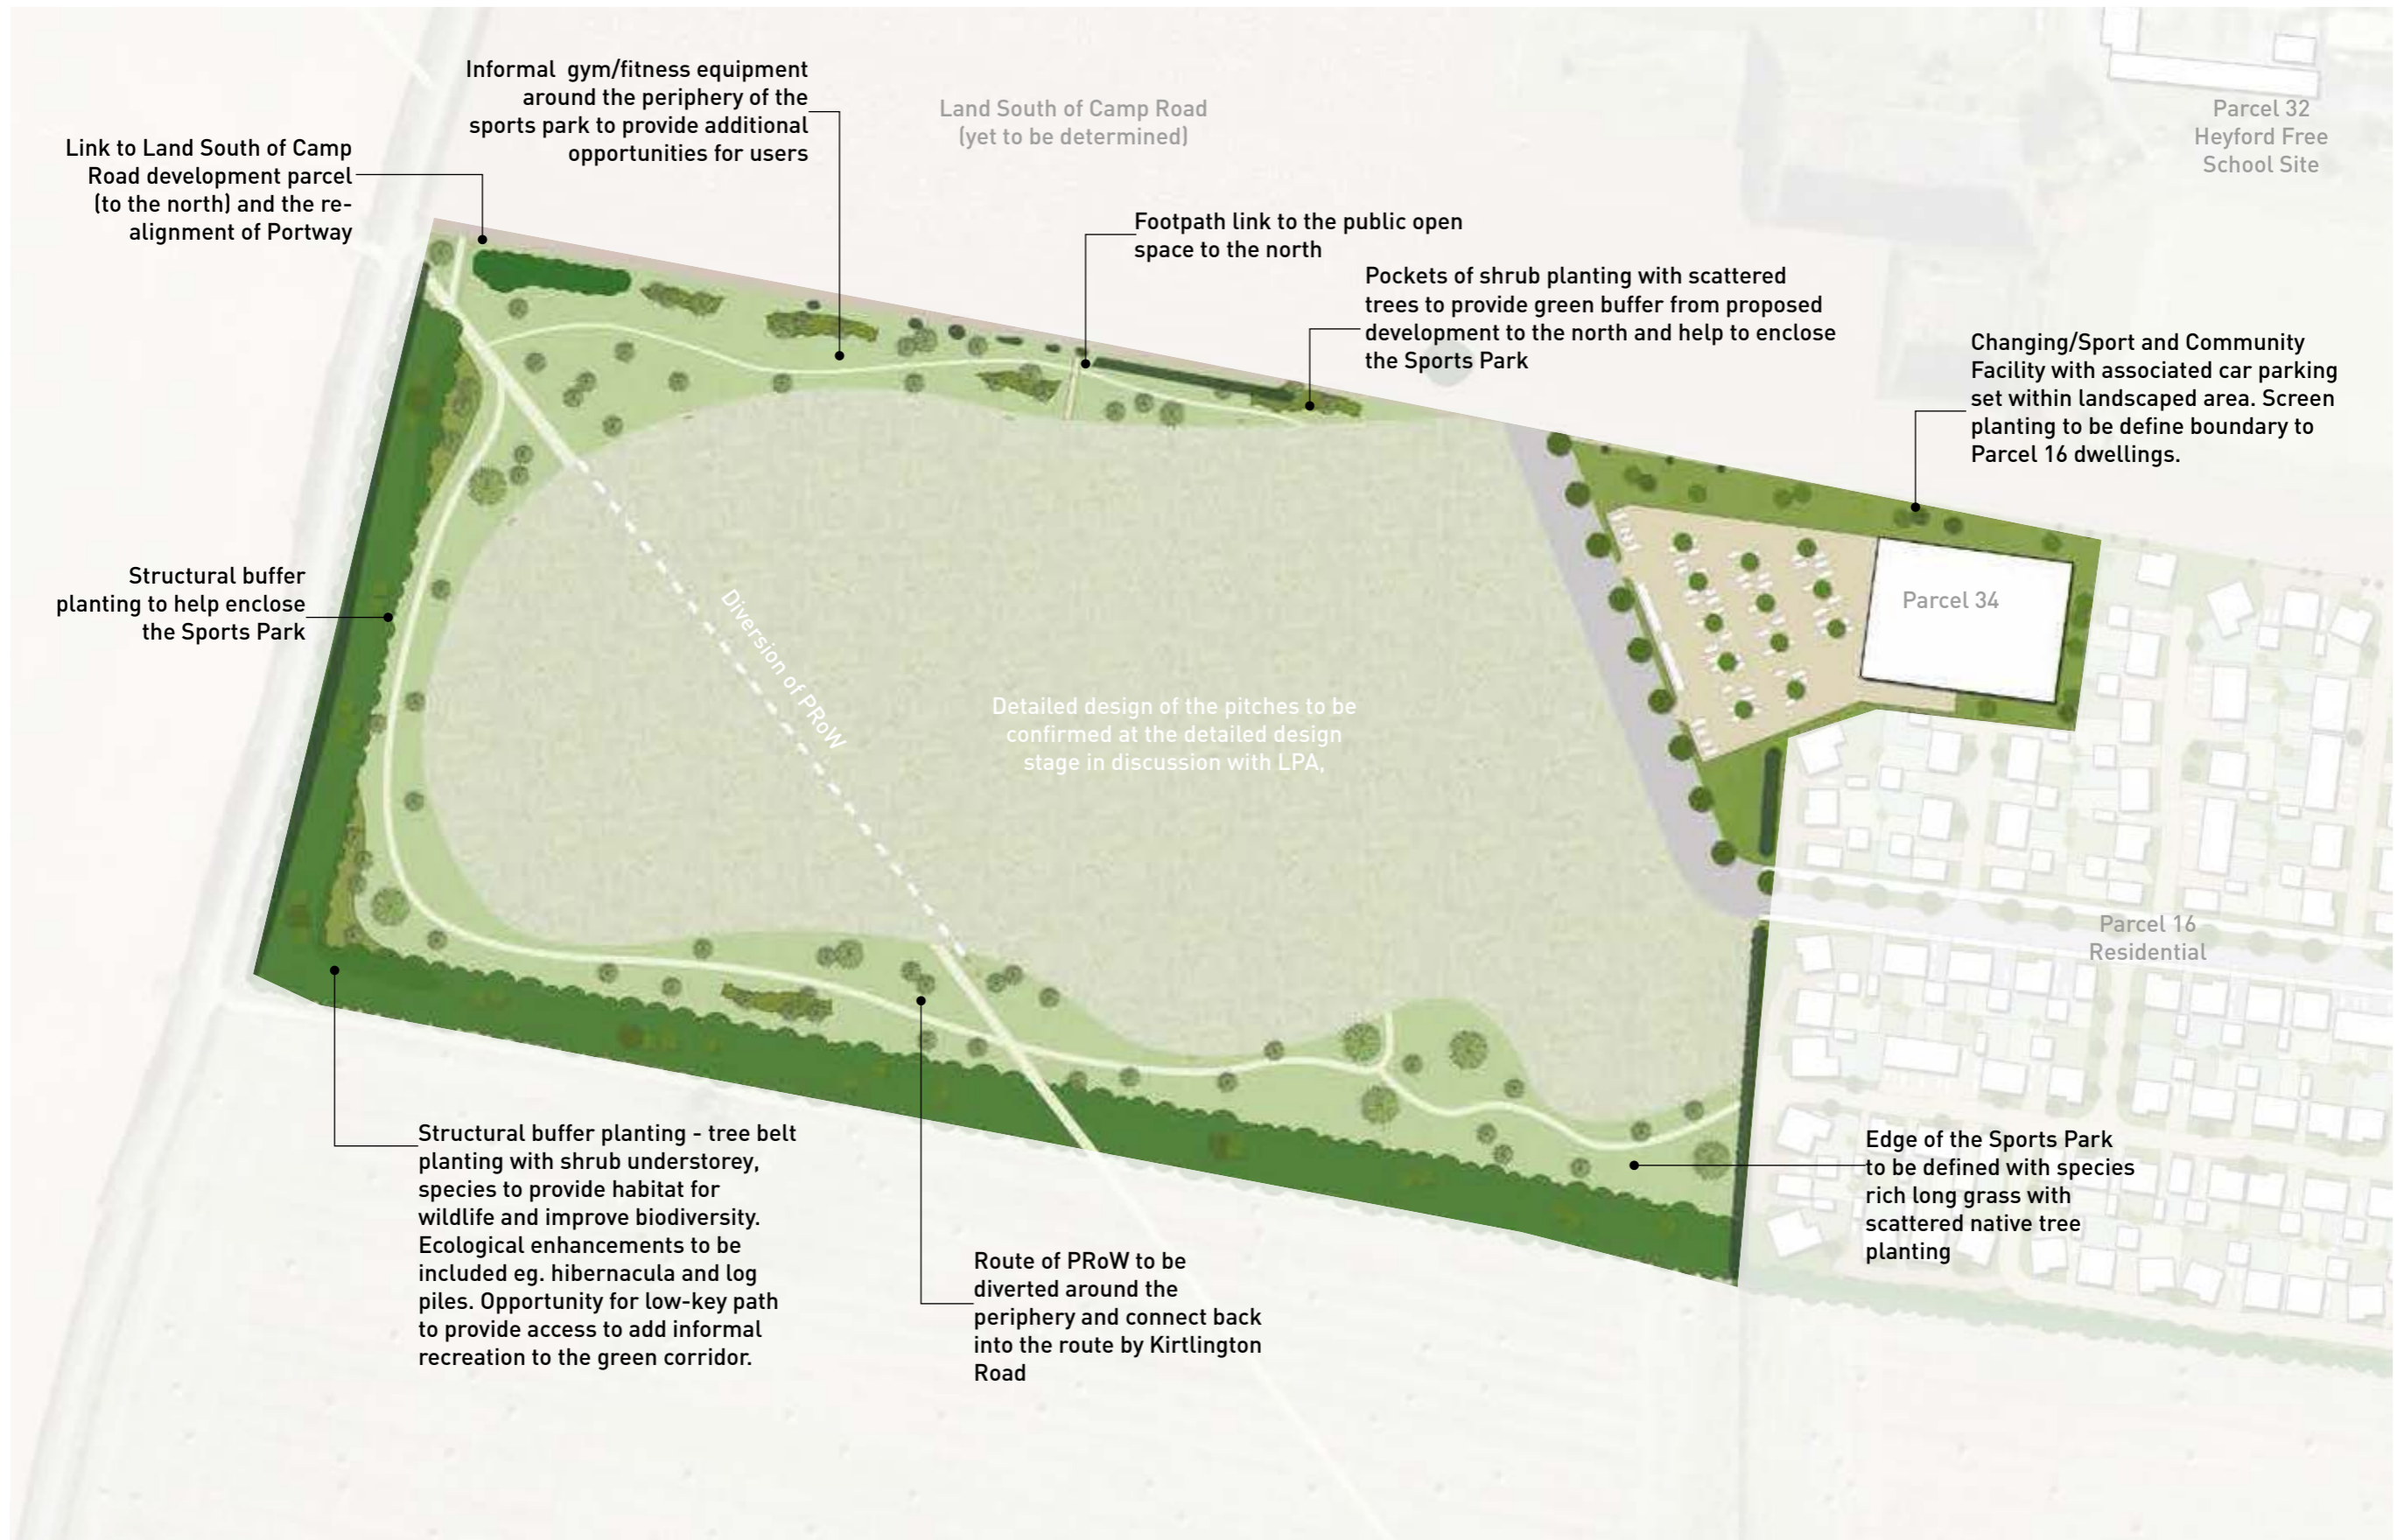 Informal gym/fitness equipment
around the periphery of the
sports park to provide additional
opportunities for users
Land South of Camp Road
(yet to be determined)
Parcel 32
Heyford Free
School Site
Link to Land South of Camp
Road development parcel
(to the north) and the re-
alignment of Portway
Footpath link to the public open
space to the north
Pockets of shrub planting with scattered
trees to provide green buffer from proposed
development to the north and help to enclose
the Sports Park
Changing/Sport and Community
Facility with associated car parking
set within landscaped area. Screen
planting to be define boundary to
Parcel 16 dwellings.
Structural buffer
planting to help enclose
the Sports Park
Diversion of PRoW
Parcel 34
Detailed design of the pitches to be
confirmed at the detailed design
stage in discussion with LPA,
Parcel 16
Residential
Structural buffer planting - tree belt
planting with shrub understorey,
species to provide habitat for
wildlife and improve biodiversity.
Ecological enhancements to be
included eg. hibernacula and log
piles. Opportunity for low-key path
to provide access to add informal
recreation to the green corridor.
Route of PRoW to be
diverted around the
periphery and connect back
into the route by Kirtlington
Road
Edge of the Sports Park
to be defined with species
rich long grass with
scattered native tree
planting